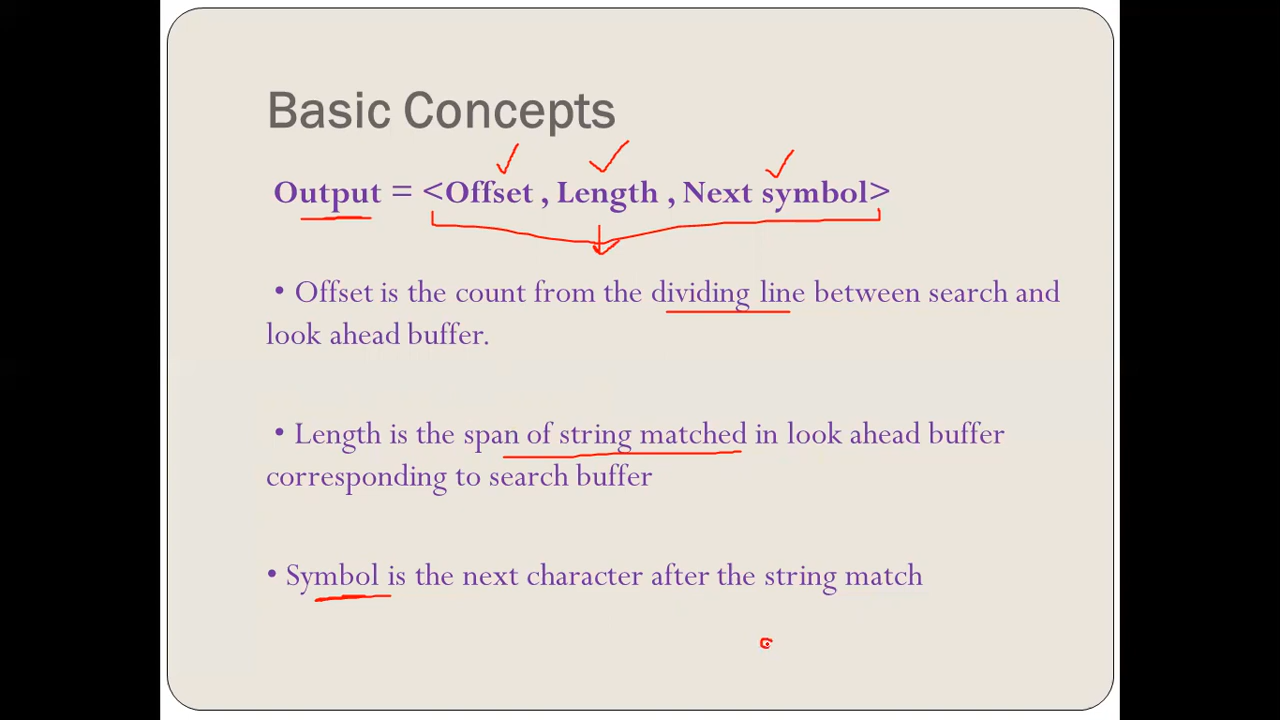 Basic Concepts
Output = <Offset , Length , Next symbol>
• Offset is the count from the dividing line between search and
look ahead buffer.
• Length is the span of string matched in look ahead buffer
corresponding to search buffer
• Symbol is the next character after the string match